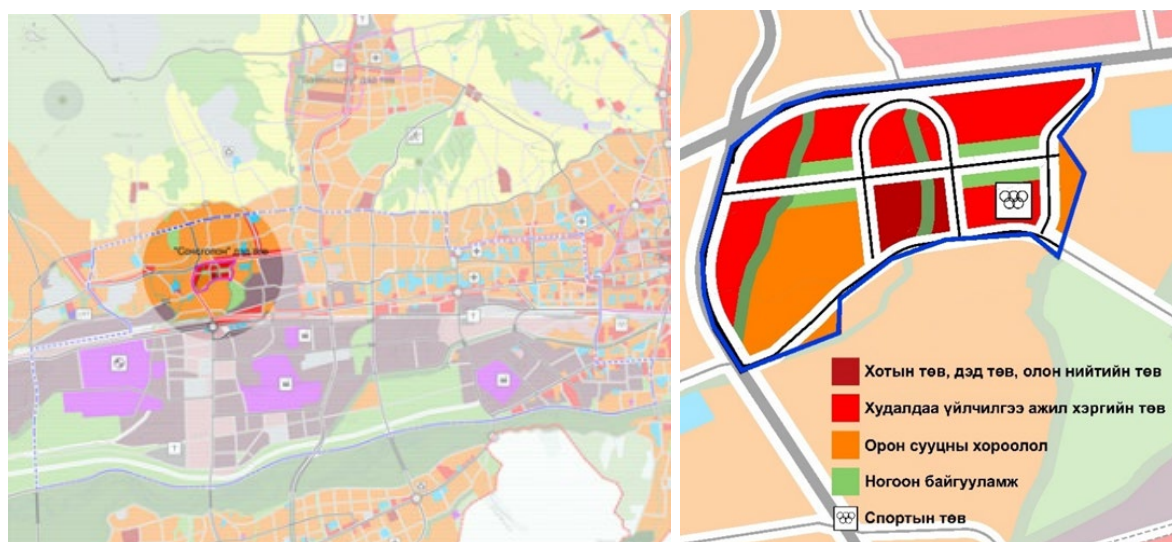 "Сонсголон" дэд төв
Хотын төв, дэд төв, олон нийтийн төв
Худалдаа үйлчилгээ ажил хэргийн төв
Орон сууцны хороолол
Ногоон байгууламж
Спортын төв